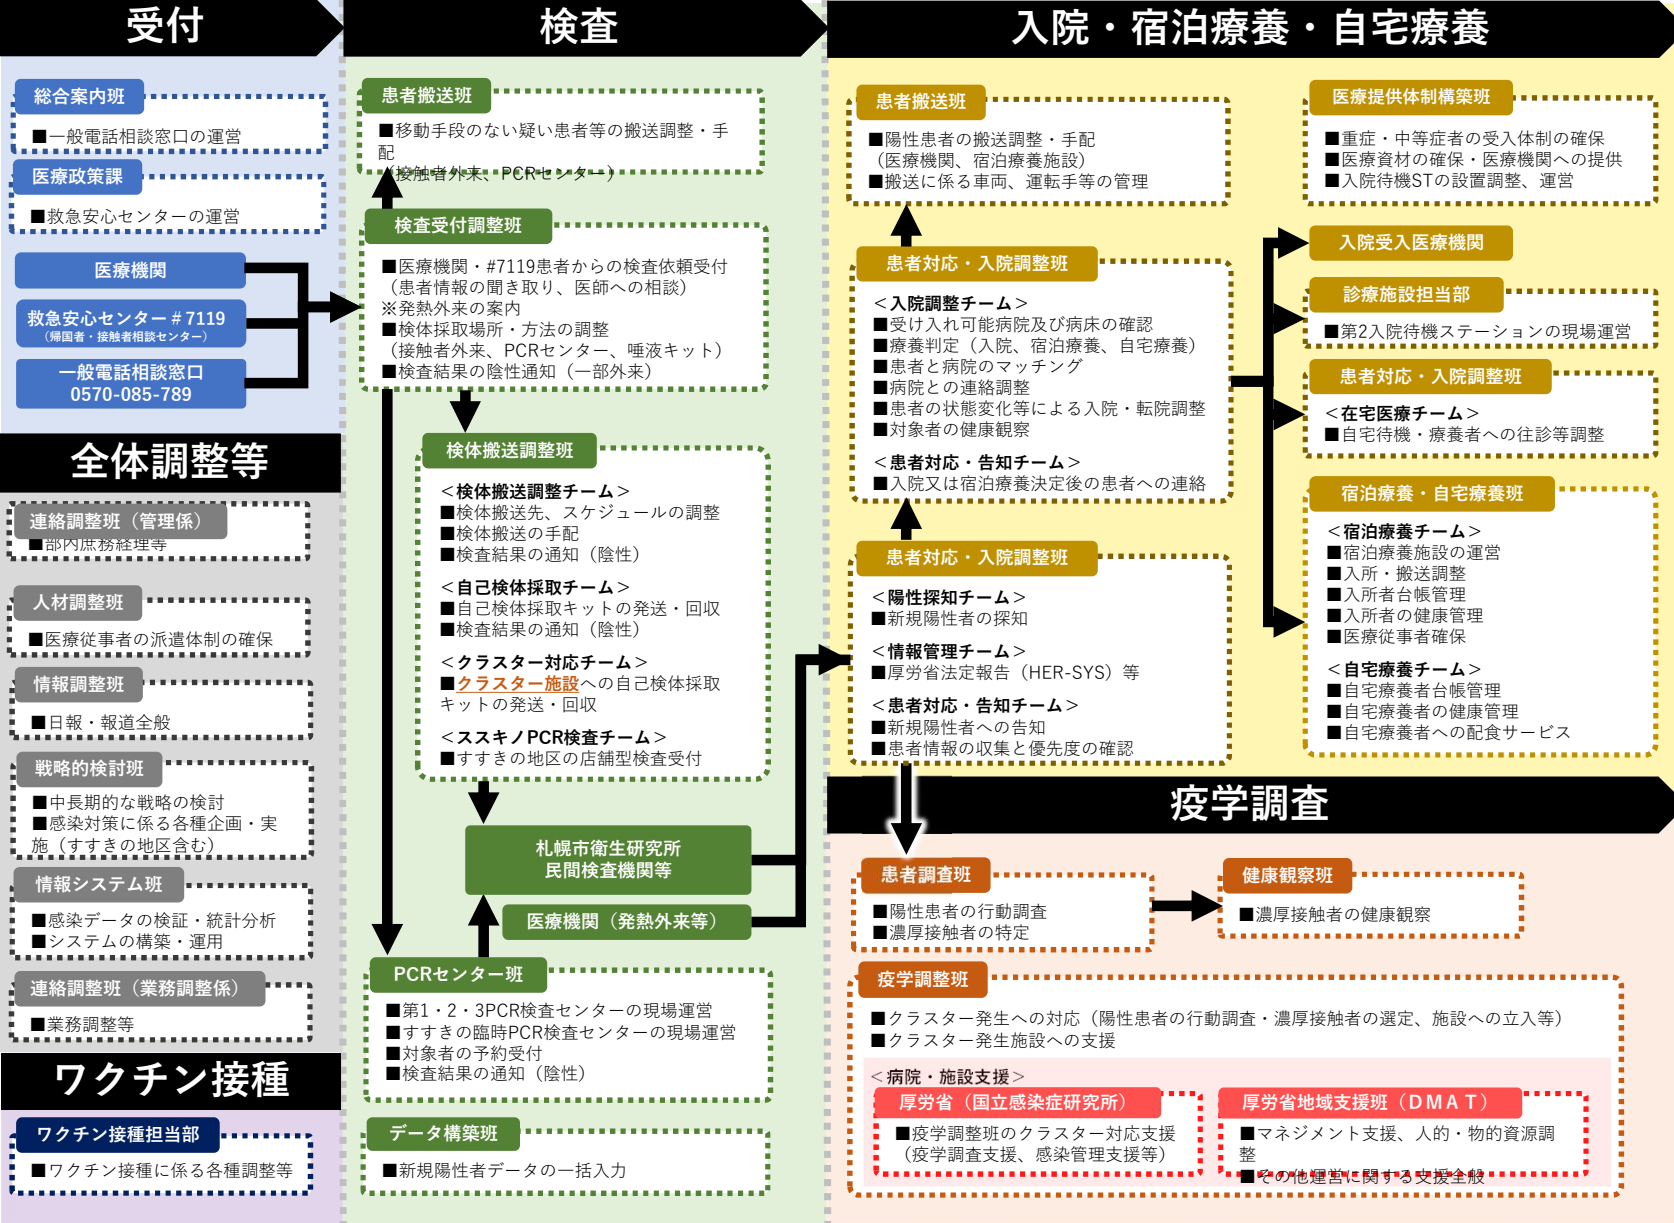 受付
総合案内班
■一般電話相談窓口の運営
医療政策課
■救急安心センターの運営
医療機関
救急安心センター＃7119
（帰国者・接触者相談センター）
一般電話相談窓口
0570-085-789
全体調整等
連絡調整班（管理係）
■部内庶務経理等
人材調整班
■医療従事者の派遣体制の確保
情報調整班
■日報・報道全般
戦略的検討班
■中長期的な戦略の検討
■感染対策に係る各種企画・実
施（すすきの地区含む）
情報システム班
■感染データの検証・統計分析
■システムの構築・運用
連絡調整班（業務調整係）
■業務調整等
ワクチン接種
ワクチン接種担当部
■ワクチン接種に係る各種調整等
検査
患者搬送班
■移動手段のない疑い患者等の搬送調整・手
配
（接触者外来、PCRセンター）
検査受付調整班
■医療機関・#7119患者からの検査依頼受付
（患者情報の聞き取り、医師への相談）
※発熱外来の案内
■検体採取場所・方法の調整
（接触者外来、PCRセンター、唾液キット）
■検査結果の陰性通知（一部外来）
検体搬送調整班
＜検体搬送調整チーム＞
■検体搬送先、スケジュールの調整
■検体搬送の手配
■検査結果の通知（陰性）
＜自己検体採取チーム＞
■自己検体採取キットの発送・回収
■検査結果の通知（陰性）
＜クラスター対応チーム＞
■クラスター施設への自己検体採取
キットの発送・回収
＜ススキノPCR検査チーム＞
■すすきの地区の店舗型検査受付
札幌市衛生研究所
民間検査機関等
医療機関（発熱外来等）
PCRセンター班
■第1・2・3PCR検査センターの現場運営
■すすきの臨時PCR検査センターの現場運営
■対象者の予約受付
■検査結果の通知（陰性）
データ構築班
■新規陽性者データの一括入力
入院・宿泊療養・自宅療養
患者搬送班
■陽性患者の搬送調整・手配
（医療機関、宿泊療養施設）
■搬送に係る車両、運転手等の管理
患者対応・入院調整班
＜入院調整チーム＞
■受け入れ可能病院及び病床の確認
■療養判定（入院、宿泊療養、自宅療養）
■患者と病院のマッチング
■病院との連絡調整
■患者の状態変化等による入院・転院調整
■対象者の健康観察
＜患者対応・告知チーム＞
■入院又は宿泊療養決定後の患者への連絡
患者対応・入院調整班
＜陽性探知チーム＞
■新規陽性者の探知
＜情報管理チーム＞
■厚労省法定報告（HER-SYS）等
＜患者対応・告知チーム＞
■新規陽性者への告知
■患者情報の収集と優先度の確認
医療提供体制構築班
■重症・中等症者の受入体制の確保
■医療資材の確保・医療機関への提供
■入院待機STの設置調整、運営
入院受入医療機関
診療施設担当部
■第2入院待機ステーションの現場運営
患者対応・入院調整班
＜在宅医療チーム＞
■自宅待機・療養者への往診等調整
宿泊療養・自宅療養班
＜宿泊療養チーム＞
■宿泊療養施設の運営
■入所・搬送調整
■入所者台帳管理
■入所者の健康管理
■医療従事者確保
＜自宅療養チーム＞
■自宅療養者台帳管理
■自宅療養者の健康管理
■自宅療養者への配食サービス
疫学調査
患者調査班
■陽性患者の行動調査
■濃厚接触者の特定
健康観察班
■濃厚接触者の健康観察
疫学調整班
■クラスター発生への対応（陽性患者の行動調査・濃厚接触者の選定、施設への立入等）
■クラスター発生施設への支援
＜病院・施設支援＞
厚労省（国立感染症研究所）
■疫学調整班のクラスター対応支援
（疫学調査支援、感染管理支援等）
厚労省地域支援班（ＤＭＡＴ）
■マネジメント支援、人的・物的資源調
整
■その他運営に関する支援全般